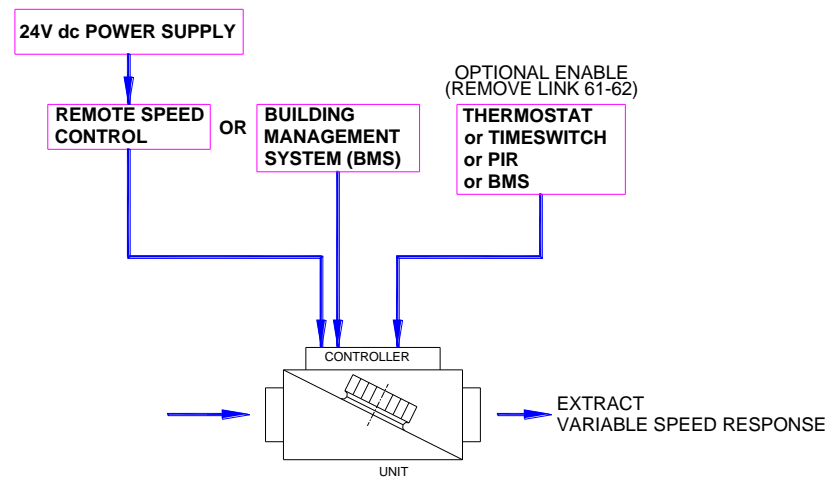 24V dc POWER SUPPLY
OPTIONAL ENABLE
(REMOVE LINK 61-62)
REMOTE SPEED
CONTROL
OR
BUILDING
MANAGEMENT
SYSTEM (BMS)
THERMOSTAT
or TIMESWITCH
or PIR
or BMS
CONTROLLER
EXTRACT
VARIABLE SPEED RESPONSE
UNIT